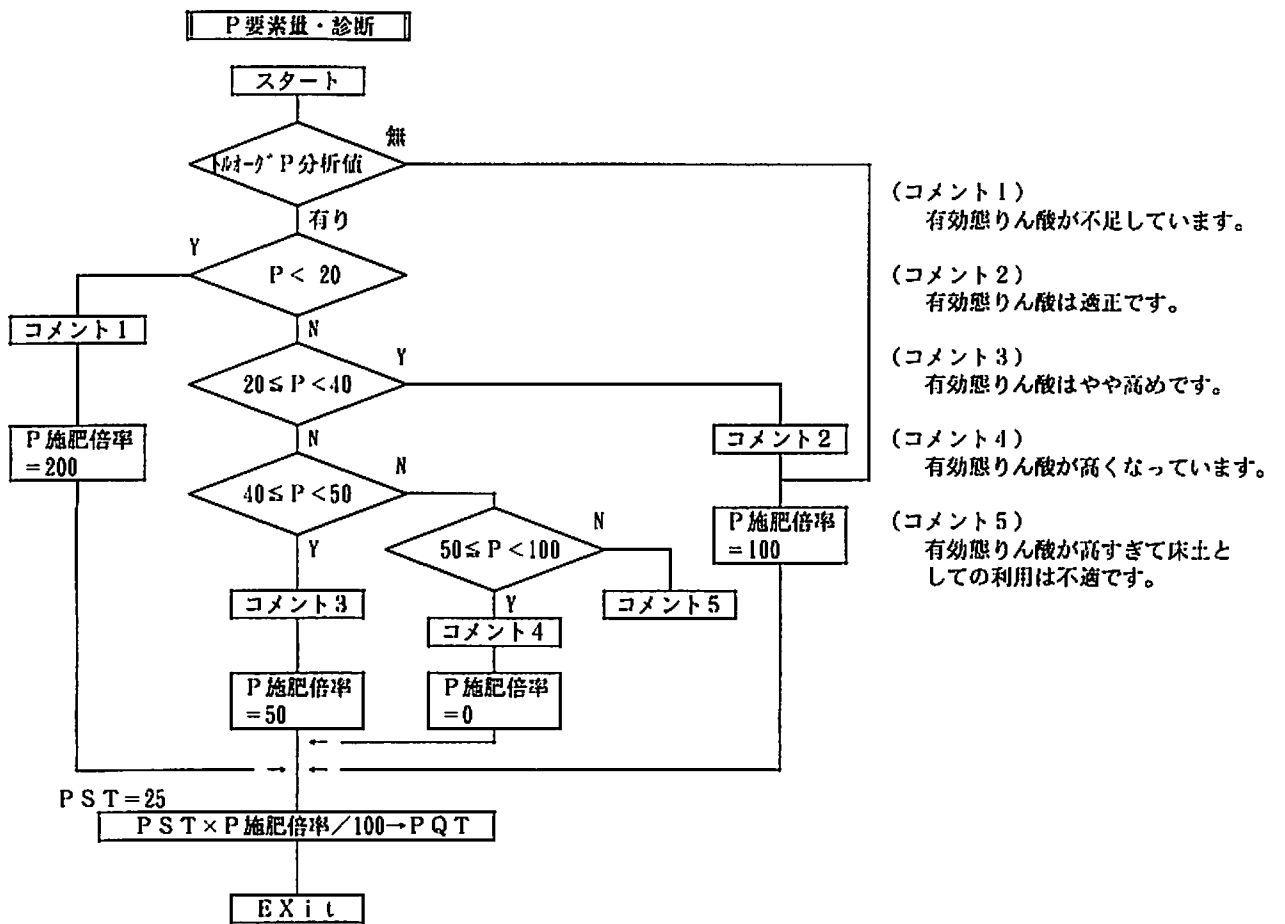 P要素量・診断
スタート
トルオーグP分析値
無
有り
P< 20
Y
N
コメント1
P施肥倍率
=200
20≦P<40
Y
N
コメント2
P施肥倍率
=100
40≦P<50
N
Y
50≦P<100
N
Y
コメント3
コメント4
コメント5
P施肥倍率
=50
P施肥倍率
=0
PST=25
PST×P施肥倍率/100→PQT
EXit
(コメント1)
有効態りん酸が不足しています。
(コメント2)
有効態りん酸は適正です。
(コメント3)
有効態りん酸はやや高めです。
(コメント4)
有効態りん酸が高くなっています。
(コメント5)
有効態りん酸が高すぎて床土と
しての利用は不適です。